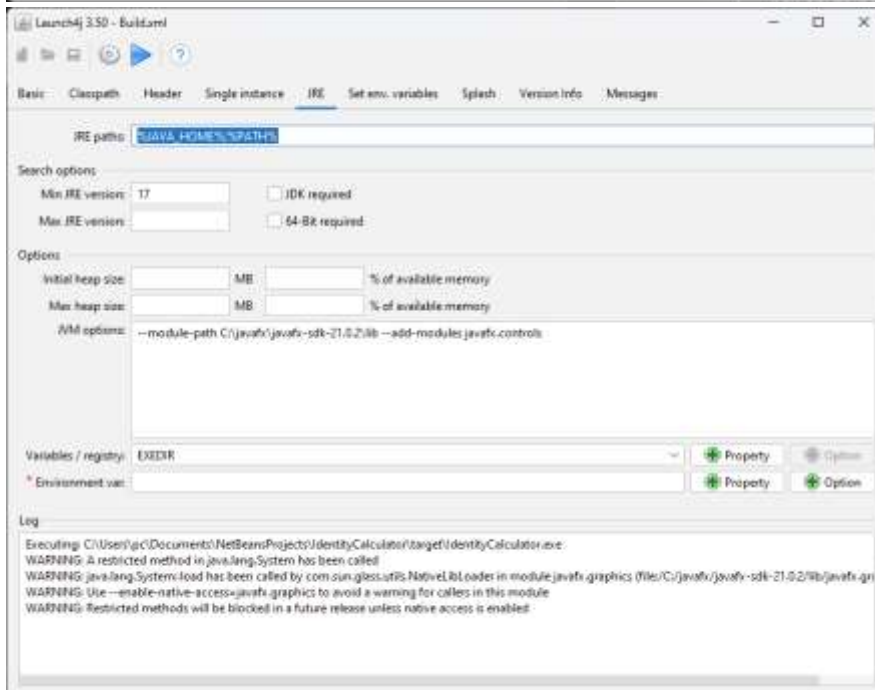 Launch4j 3.50 - Build.xml
Basic Classpath Header Single instance JRE Set env. variables Splash Version Info Messages
JRE paths: %JAVA_HOME%;%PATH%
Search options
Min JRE version: 17 JDK required
Max JRE version: 64-Bit required
Options
Initial heap size: MB % of available memory
Max heap size: MB % of available memory
JVM options: --module-path C:\javafx\javafx-sdk-21.0.2\lib --add-modules javafx.controls
Variables / registry: EXEDIR Property Option
* Environment var: Property Option
Log
Executing: C:\Users\pc\Documents\NetBeansProjects\IdentityCalculator\target\IdentityCalculator.exe
WARNING: A restricted method in java.lang.System has been called
WARNING: java.lang.System::load has been called by com.sun.glass.utils.NativeLibLoader in module javafx.graphics (file:/C:/javafx/javafx-sdk-21.0.2/lib/javafx.gr
WARNING: Use --enable-native-access=javafx.graphics to avoid a warning for callers in this module
WARNING: Restricted methods will be blocked in a future release unless native access is enabled